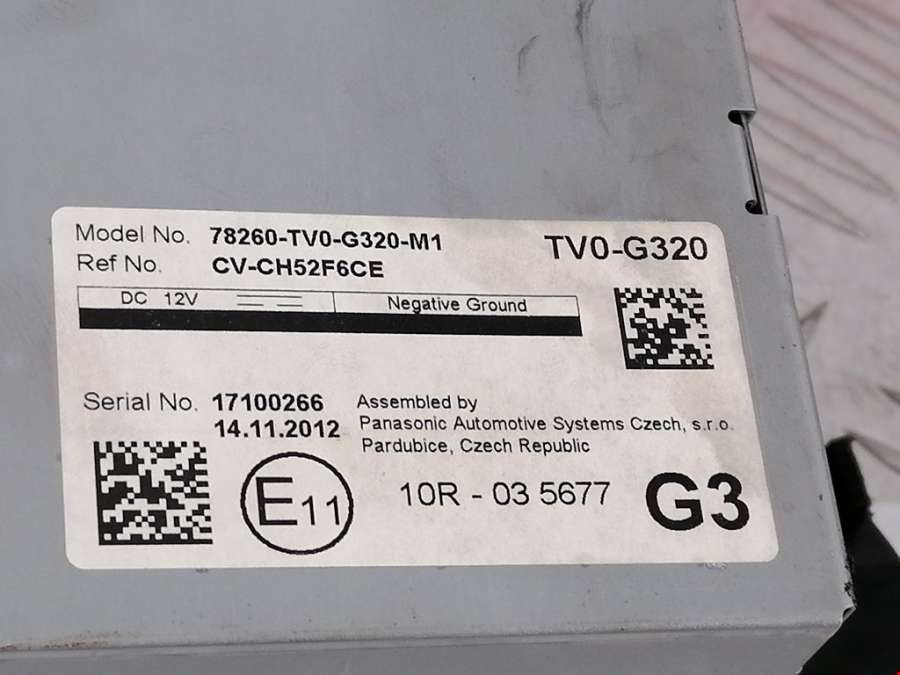 Model No. 78260-TV0-G320-M1
TV0-G320
Ref No. CV-CH52F6CE
DC 12V Negative Ground
Serial No. 17100266
14.11.2012
Assembled by
Panasonic Automotive Systems Czech, s.r.o.
Pardubice, Czech Republic
E11
10R - 03 5677
G3